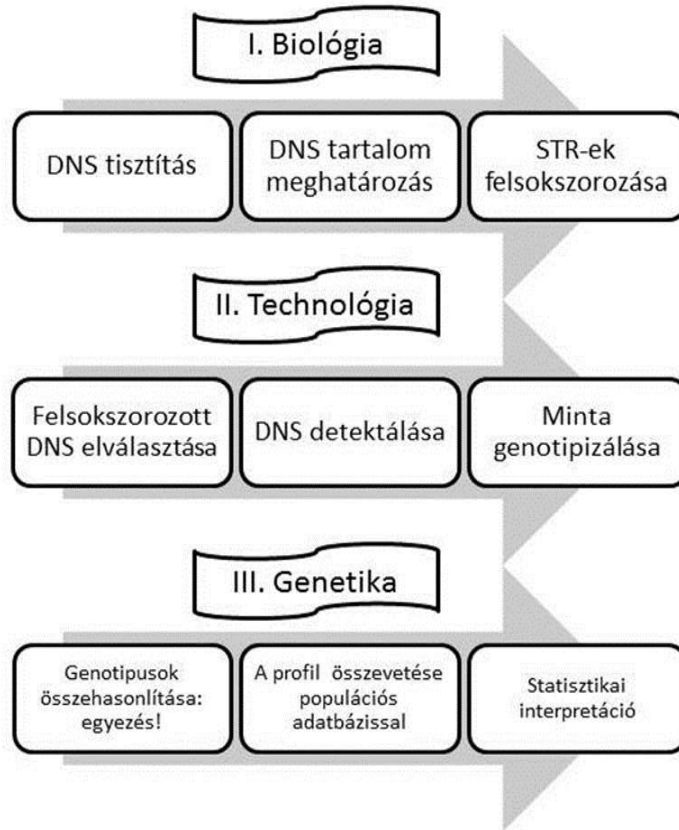 I. Biológia
DNS tisztítás
DNS tartalom
meghatározás
STR-ek
felsokszorozása
II. Technológia
Felsokszorozott
DNS elválasztása
DNS detektálása
Minta
genotipizálása
III. Genetika
Genotipusok
összehasonlítása:
egyezés!
A profil összevetése
populációs
adatbázissal
Statisztikai
interpretáció